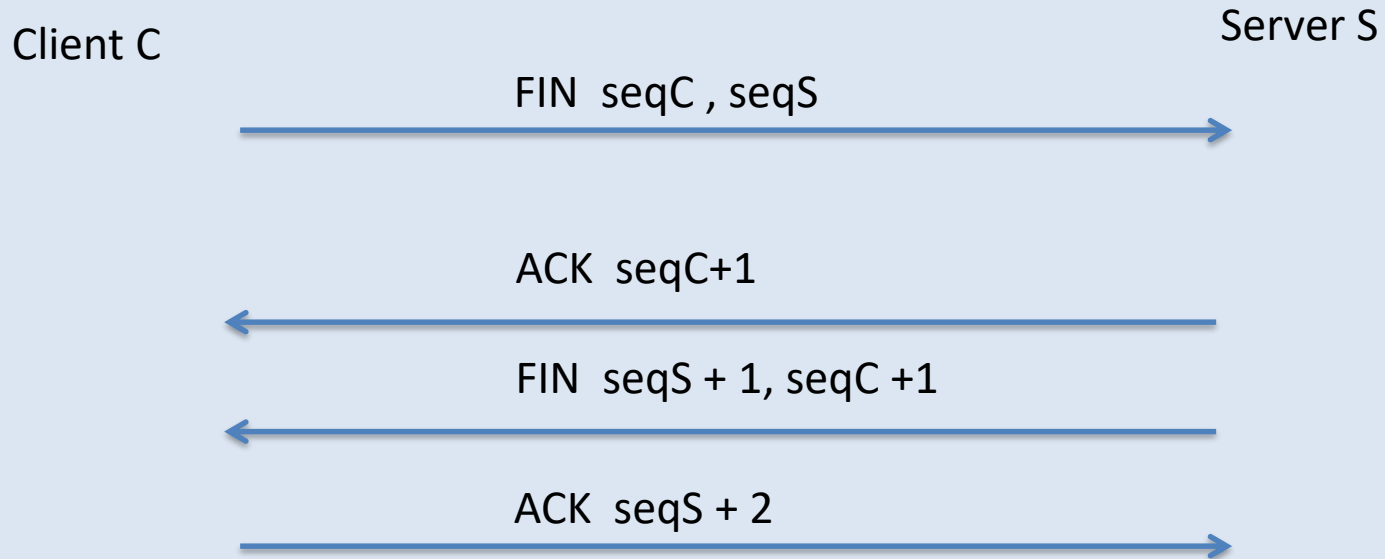 Client C
Server S
FIN seqC , seqS
ACK seqC+1
FIN seqS + 1, seqC +1
ACK seqS + 2